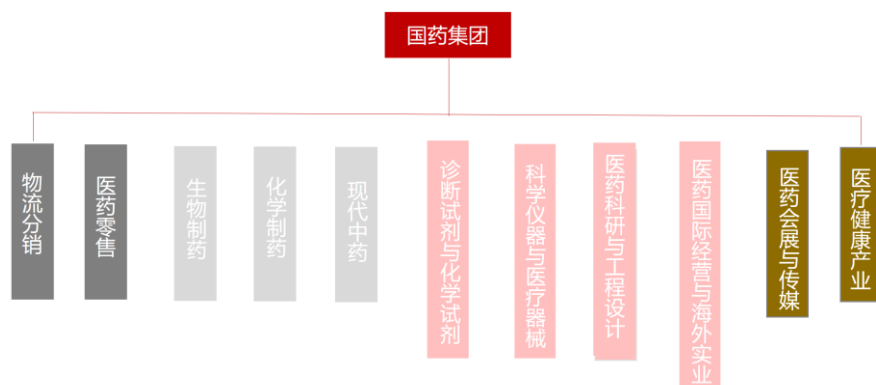 国药集团
物流分销
医药零售
生物制药
化学制药
现代中药
诊断试剂与化学试剂
科学仪器与医疗器械
医药科研与工程设计
医药国际经营与海外实业
医药会展与传媒
医疗健康产业